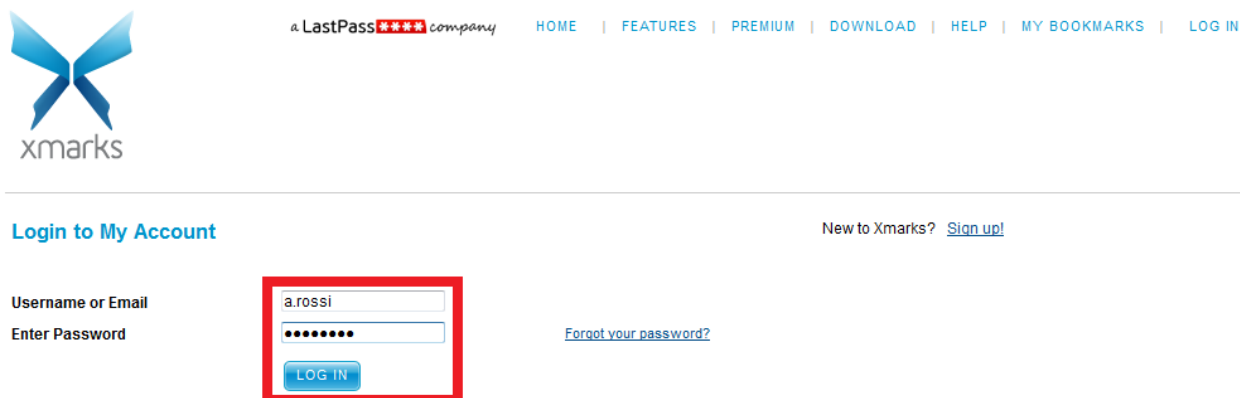 a LastPass**** company HOME | FEATURES | PREMIUM | DOWNLOAD | HELP | MY BOOKMARKS | LOG IN
xmarks
Login to My Account New to Xmarks? Sign up!
Username or Email a.rossi
Enter Password •••••••• Forgot your password?
LOG IN